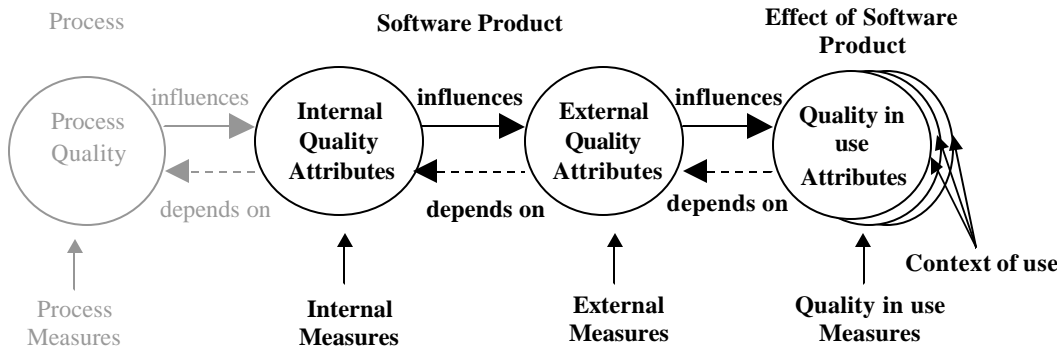 Process
Software Product
Effect of Software
Product
Process
Quality
influences
depends on
Internal
Quality
Attributes
influences
depends on
External
Quality
Attributes
influences
depends on
Quality in
use
Attributes
Context of use
Process
Measures
Internal
Measures
External
Measures
Quality in use
Measures